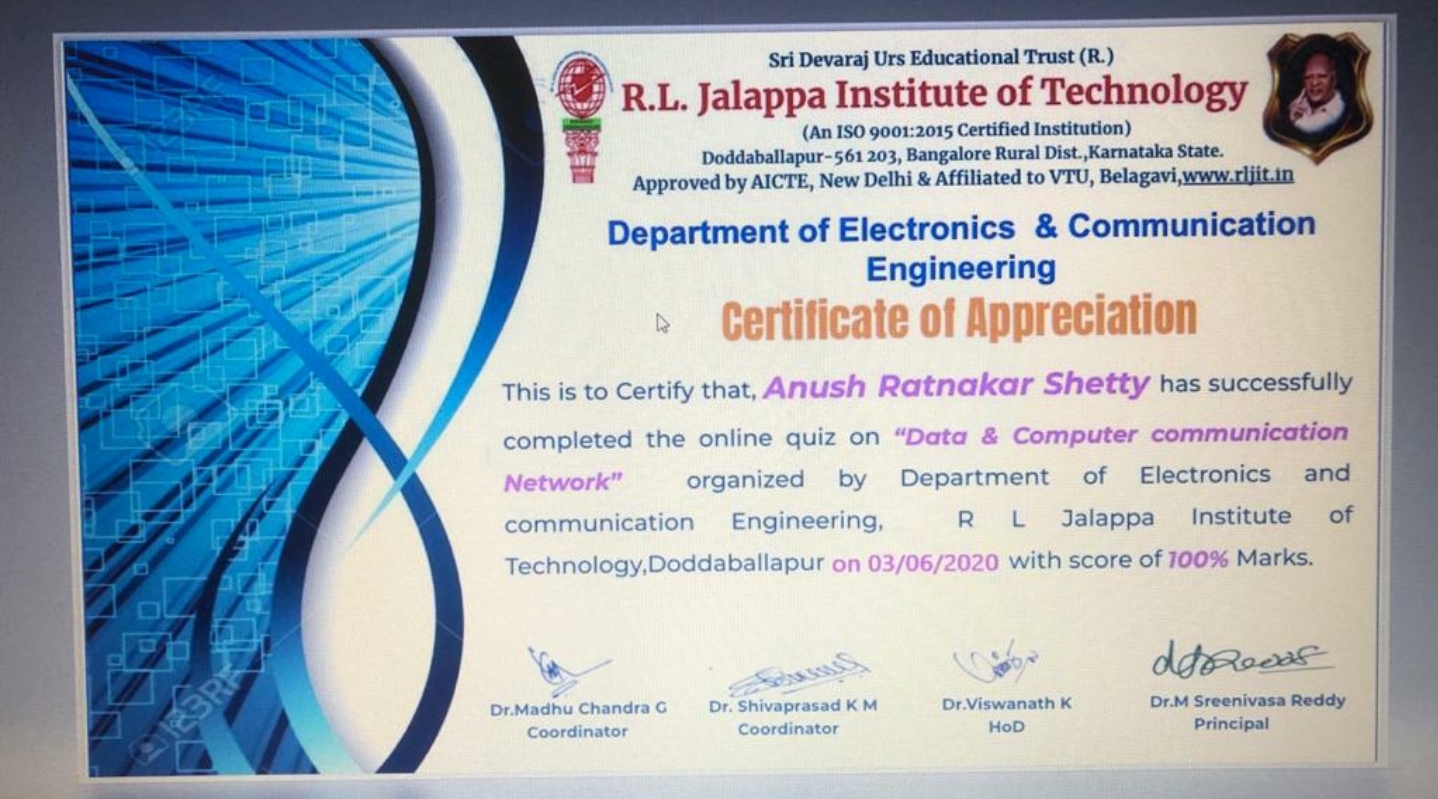 Sri Devaraj Urs Educational Trust (R.)
R.L. Jalappa Institute of Technology
(An ISO 9001:2015 Certified Institution)
Doddaballapur-561 203, Bangalore Rural Dist.,Karnataka State.
Approved by AICTE, New Delhi & Affiliated to VTU, Belagavi,www.rljit.in
Department of Electronics & Communication
Engineering
Certificate of Appreciation
This is to Certify that, Anush Ratnakar Shetty has successfully
completed the online quiz on “Data & Computer communication
Network” organized by Department of Electronics and
communication Engineering, R L Jalappa Institute of
Technology,Doddaballapur on 03/06/2020 with score of 100% Marks.
Dr.Madhu Chandra G
Coordinator
Dr. Shivaprasad K M
Coordinator
Dr.Viswanath K
HoD
Dr.M Sreenivasa Reddy
Principal
123RF